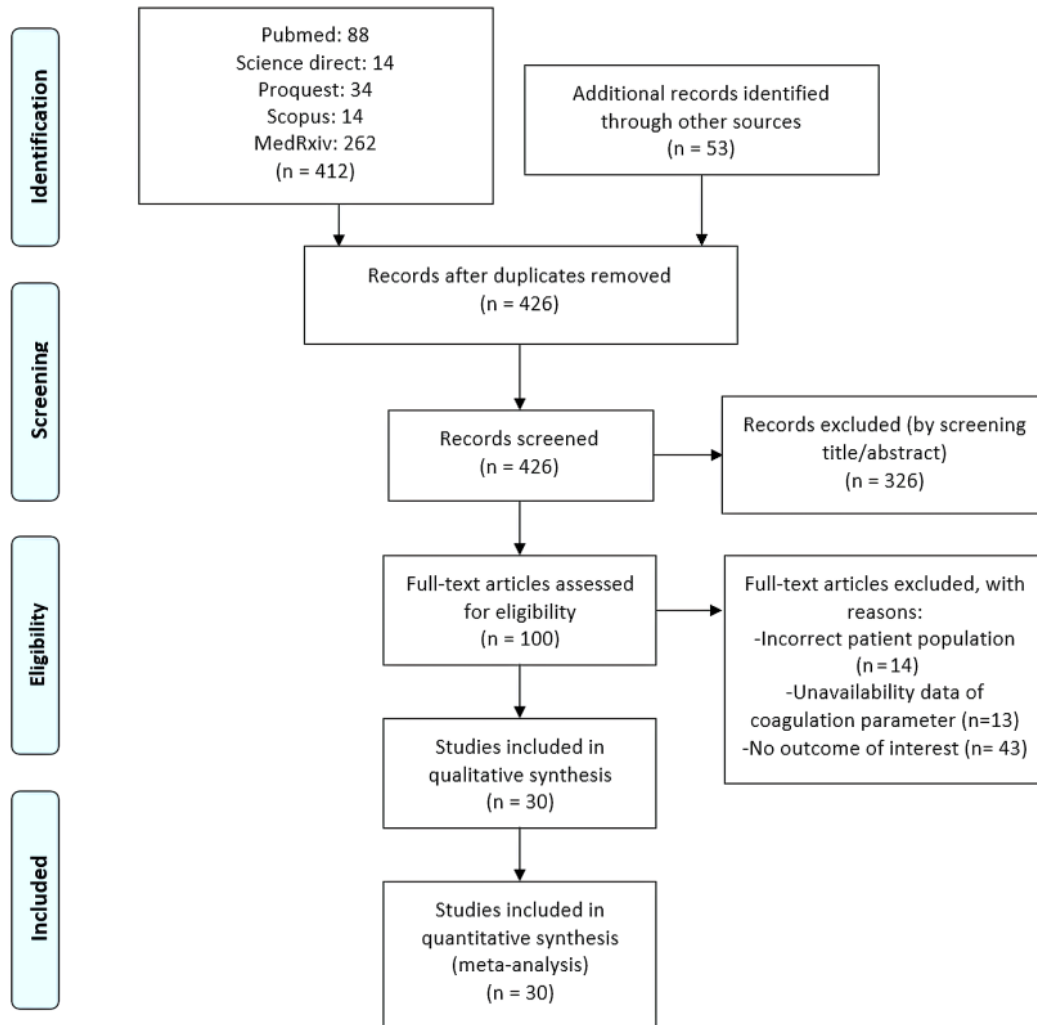 Identification
Pubmed: 88
Science direct: 14
Proquest: 34
Scopus: 14
MedRxiv: 262
(n = 412)
Additional records identified
through other sources
(n = 53)
Records after duplicates removed
(n = 426)
Screening
Records screened
(n = 426)
Records excluded (by screening
title/abstract)
(n = 326)
Eligibility
Full-text articles assessed
for eligibility
(n = 100)
Full-text articles excluded, with
reasons:
-Incorrect patient population
(n=14)
-Unavailability data of
coagulation parameter (n=13)
-No outcome of interest (n= 43)
Studies included in
qualitative synthesis
(n = 30)
Included
Studies included in
quantitative synthesis
(meta-analysis)
(n = 30)